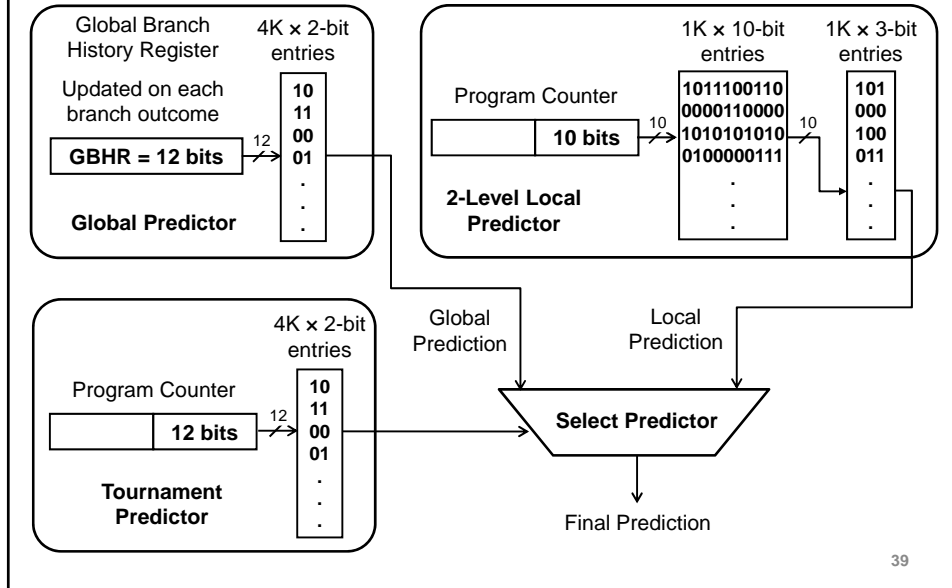 Global Branch
History Register
4K × 2-bit
entries
Updated on each
branch outcome
GBHR = 12 bits
12
10
11
00
01
.
.
.
Global Predictor
1K × 10-bit
entries
1K × 3-bit
entries
Program Counter
10 bits
10
1011100110
0000110000
1010101010
0100000111
.
.
.
10
101
000
100
011
.
.
.
2-Level Local
Predictor
4K × 2-bit
entries
Program Counter
12 bits
12
10
11
00
01
.
.
.
Tournament
Predictor
Global
Prediction
Local
Prediction
Select Predictor
Final Prediction
39